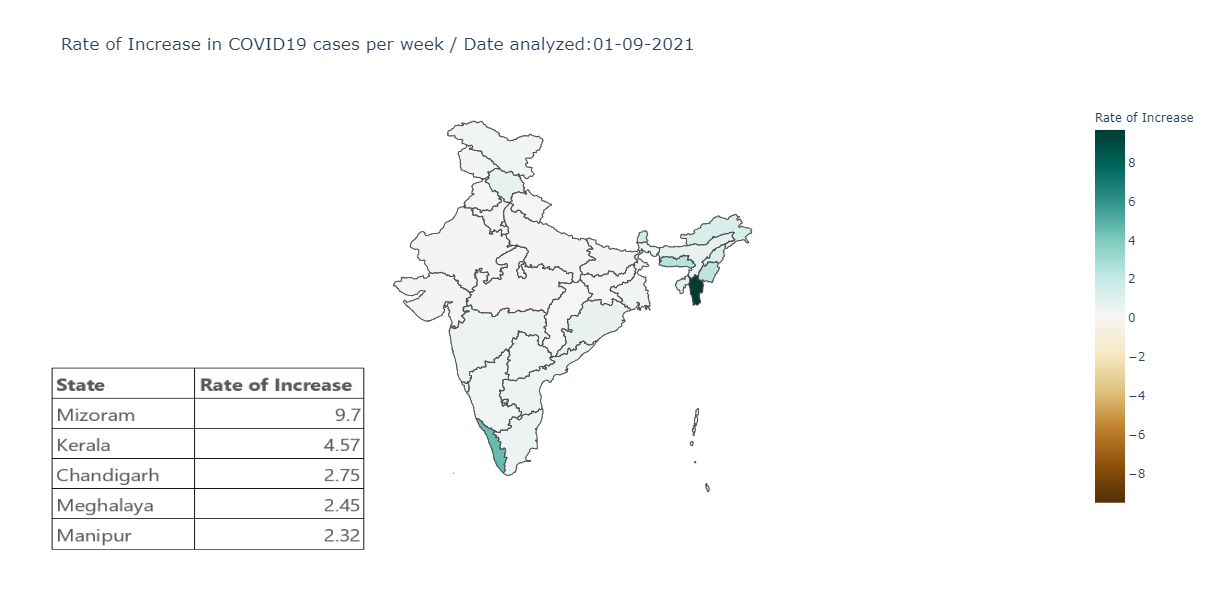 Rate of Increase in COVID19 cases per week / Date analyzed:01-09-2021
Rate of Increase
8
6
4
2
0
−2
−4
−6
−8
State Rate of Increase
Mizoram 9.7
Kerala 4.57
Chandigarh 2.75
Meghalaya 2.45
Manipur 2.32